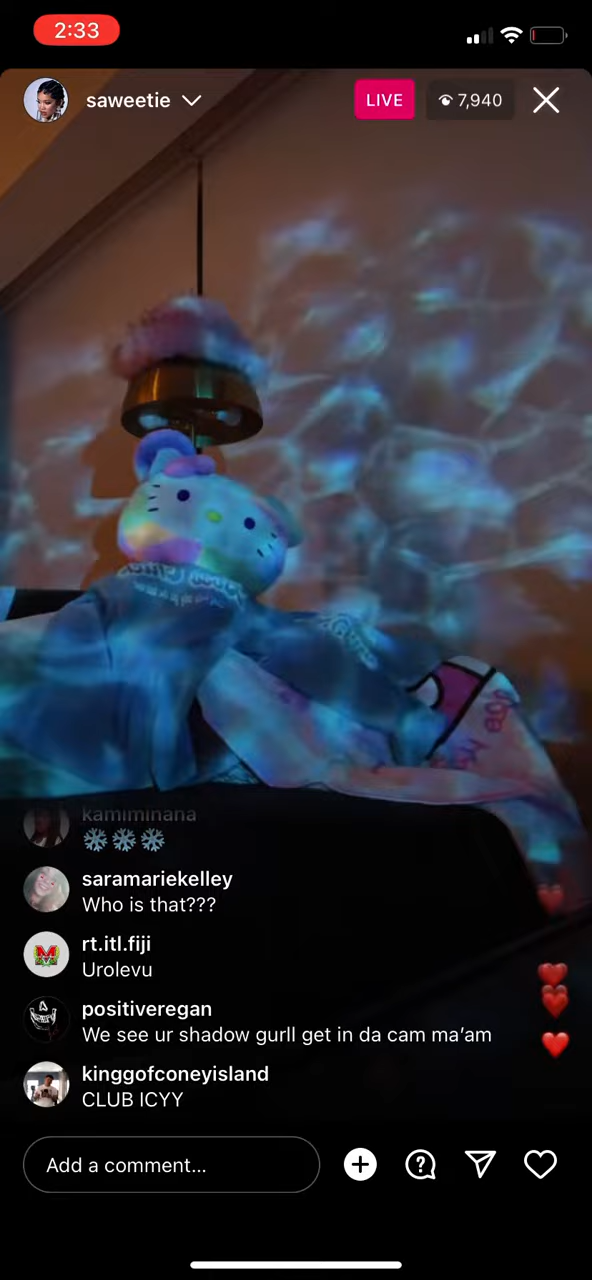 2:33
saweetie
LIVE
7,940
kamiminana
❄️❄️❄️
saramariekelley
Who is that???
rt.itl.fiji
Urolevu
positiveregan
We see ur shadow gurll get in da cam ma’am
kinggofconeyisland
CLUB ICYY
Add a comment...